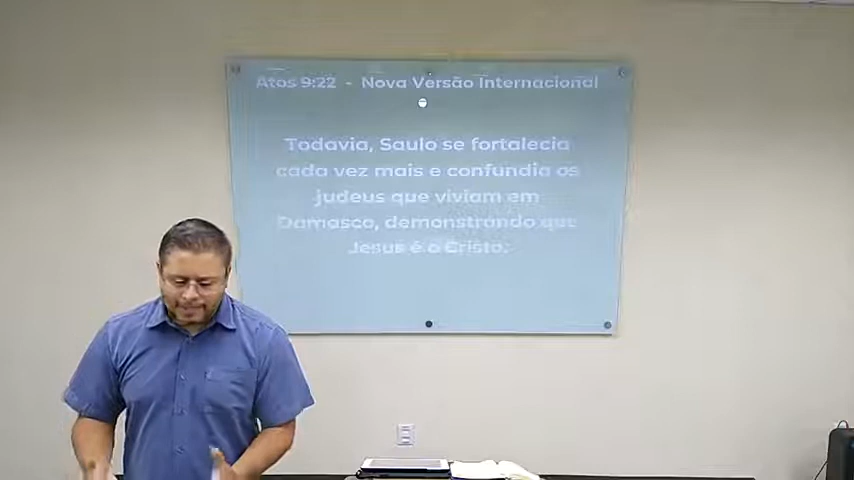 Atos 9:22 - Nova Versão Internacional
Todavia, Saulo se fortalecia
cada vez mais e confundia os
judeus que viviam em
Damasco, demonstrando que
Jesus é o Cristo.